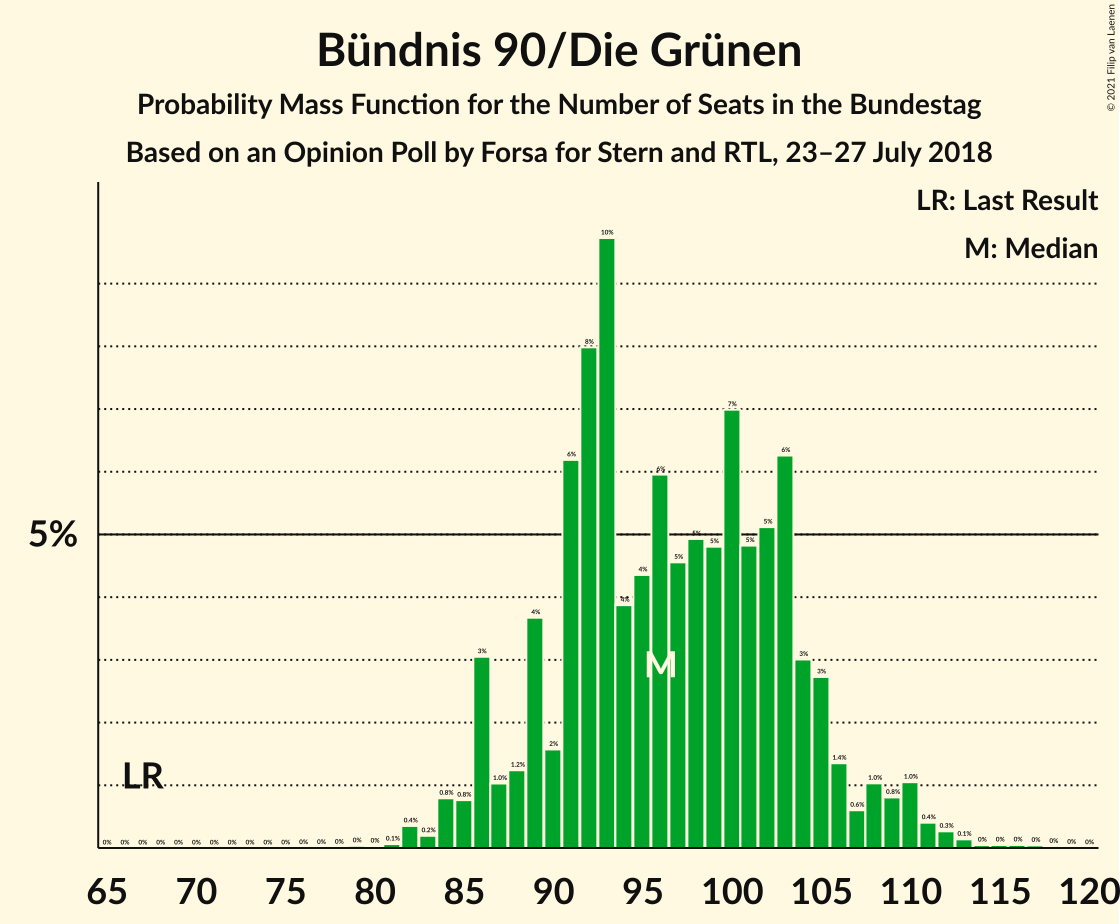 Bündnis 90/Die Grünen
Probability Mass Function for the Number of Seats in the Bundestag
Based on an Opinion Poll by Forsa for Stern and RTL, 23–27 July 2018
© 2021 Filip van Laenen
LR: Last Result
M: Median
5%
LR
M
0% 0% 0% 0% 0% 0% 0% 0% 0% 0% 0% 0% 0% 0% 0% 0% 0.1% 0.4% 0.2% 0.8% 0.8% 3% 1.0% 1.2% 4% 2% 6% 8% 10% 4% 4% 6% 5% 5% 5% 7% 5% 5% 6% 3% 3% 1.4% 0.6% 1.0% 0.8% 1.0% 0.4% 0.3% 0.1% 0% 0% 0% 0% 0% 0% 0%
65 70 75 80 85 90 95 100 105 110 115 120